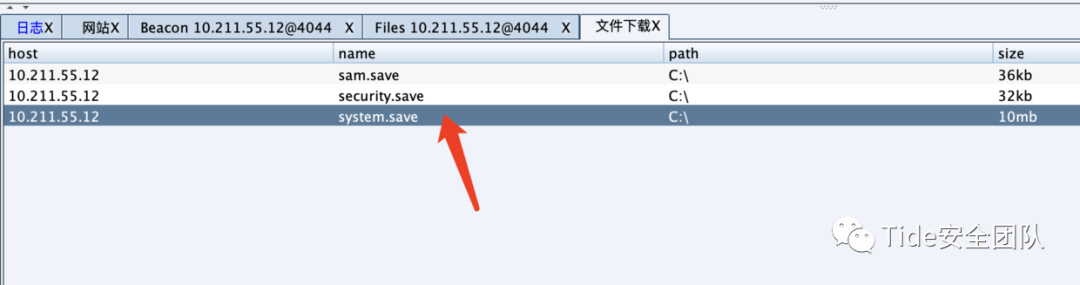 日志X 网站X Beacon 10.211.55.12@4044 X Files 10.211.55.12@4044 X 文件下载X
host name path size
10.211.55.12 sam.save C:\ 36kb
10.211.55.12 security.save C:\ 32kb
10.211.55.12 system.save C:\ 10mb
Tide安全团队